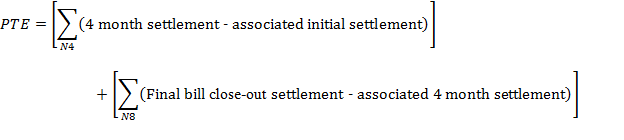 PTE = [∑N4(4 month settlement - associated initial settlement)]
+ [∑N8(Final bill close-out settlement - associated 4 month settlement)]